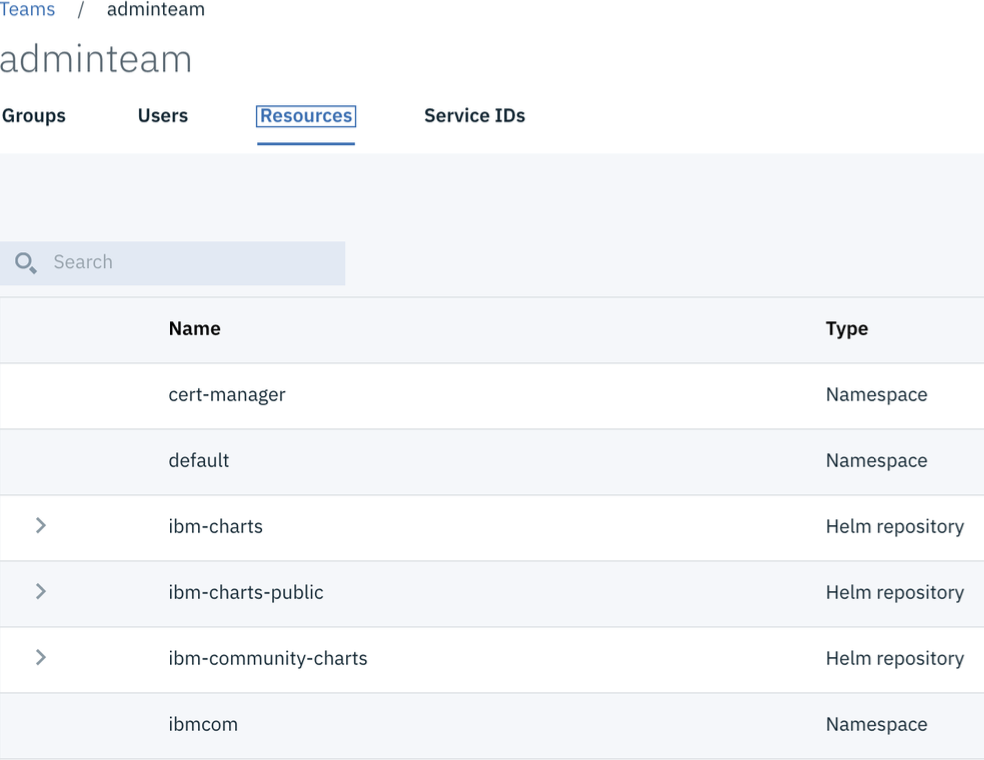 Teams / adminteam
adminteam
Groups Users Resources Service IDs
Search
Name Type
cert-manager Namespace
default Namespace
ibm-charts Helm repository
ibm-charts-public Helm repository
ibm-community-charts Helm repository
ibmcom Namespace